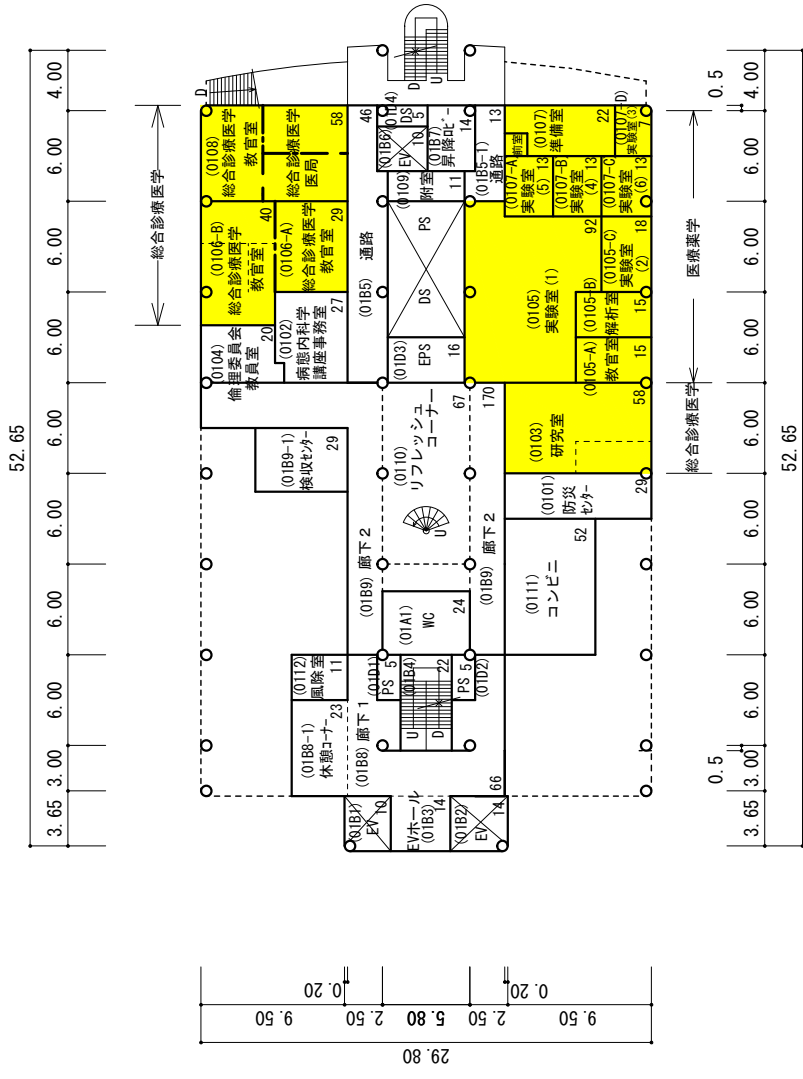 52.65
4.00
6.00
6.00
6.00
6.00
6.00
6.00
6.00
3.00
3.65
総合診療医学
D
(0108)
総合診療医学
教官室
総合診療医学
医局
58
(0106-B)
総合診療医学
教官室
40
(0106-A)
総合診療医学
教官室
29
(0104)
倫理委員会
教員室
20
(0102)
病態内科学
講座事務室
27
(01B9-1)
検収センター
29
(0112)
風除室
11
(01B8-1)
休憩コーナー
23
D
U
46
(01B5)
通路
(01D4)
DS
5
(01B6)
EV
10
(01B7)
昇降ロビー
14
(0109)
附室
11
(01B5-1)
通路
13
PS
DS
(01D3)
EPS
16
(0110)
リフレッシュ
コーナー
67
U
170
(01B9)
廊下2
(01B9)
廊下2
(01A1)
WC
24
(01D1)
PS
5
(01B4)
22
PS
5
(01D2)
U
D
(01B8)
廊下1
66
(01B1)
EV
10
EVホール
(01B3)
14
(01B2)
EV
14
(0107)
準備室
22
前室
(0107-D)
実験室(3)
7
(0107-A)
実験室
(5)
13
(0107-B)
実験室
(4)
13
(0107-C)
実験室
(6)
13
(0105)
実験室(1)
92
(0105-C)
実験室
(2)
18
(0105-B)
解析室
15
(0105-A)
教官室
15
(0103)
研究室
58
(0101)
防災
センター
29
(0111)
コンビニ
52
医療薬学
総合診療医学
0.5
4.00
6.00
6.00
6.00
6.00
6.00
6.00
6.00
3.00
0.5
3.65
52.65
9.50
0.20
2.50
5.80
2.50
0.20
9.50
29.80